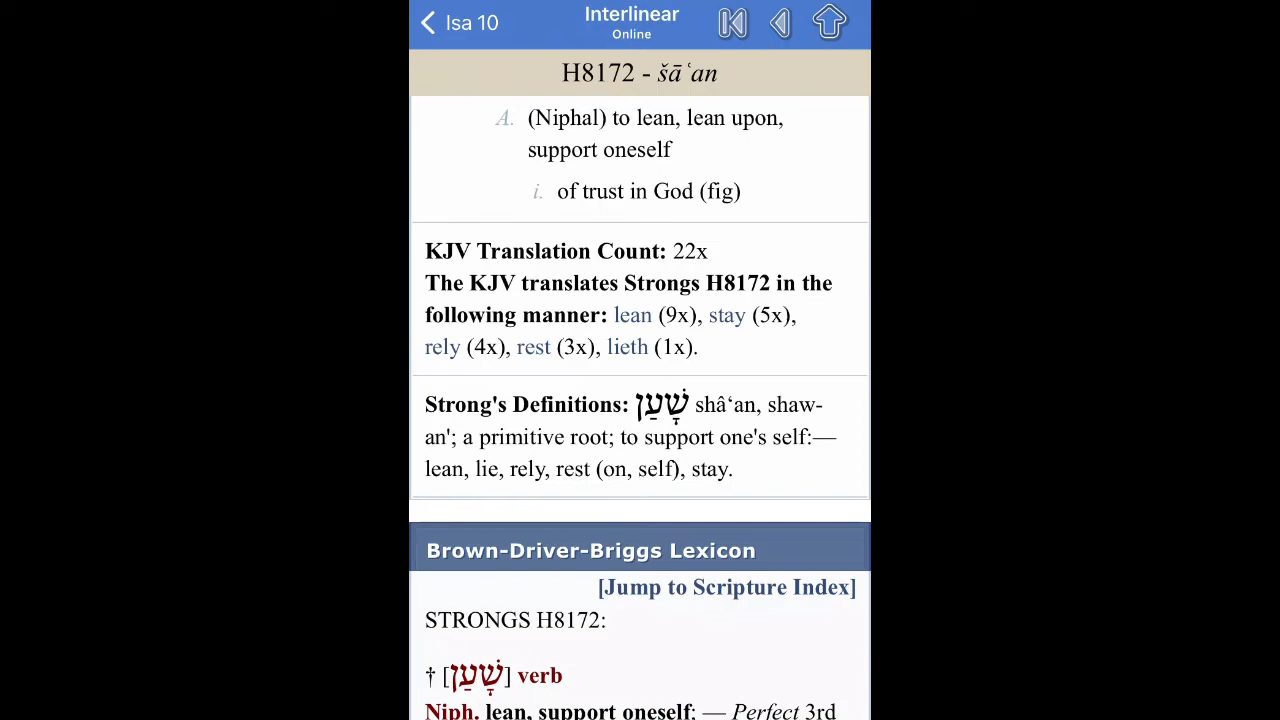 Isa 10
Interlinear
Online
H8172 - šāʿan
A. (Niphal) to lean, lean upon,
support oneself
i. of trust in God (fig)
KJV Translation Count: 22x
The KJV translates Strongs H8172 in the
following manner: lean (9x), stay (5x),
rely (4x), rest (3x), lieth (1x).
Strong's Definitions: שָׁעַן shâʻan, shaw-
an'; a primitive root; to support one's self:—
lean, lie, rely, rest (on, self), stay.
Brown-Driver-Briggs Lexicon
[Jump to Scripture Index]
STRONGS H8172:
† [שָׁעַן] verb
Niph. lean, support oneself; — Perfect 3rd